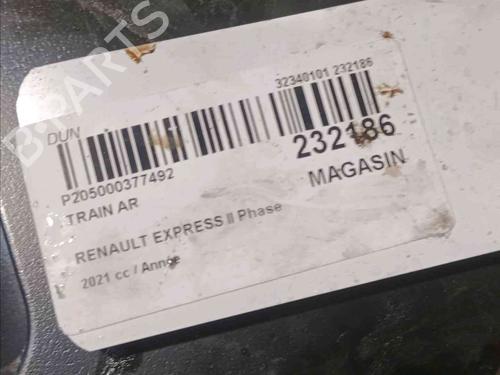 B-PARTS
DUN
32340101 232186
P205000377492
232186
TRAIN AR
MAGASIN
RENAULT EXPRESS II Phase
2021 cc / Année